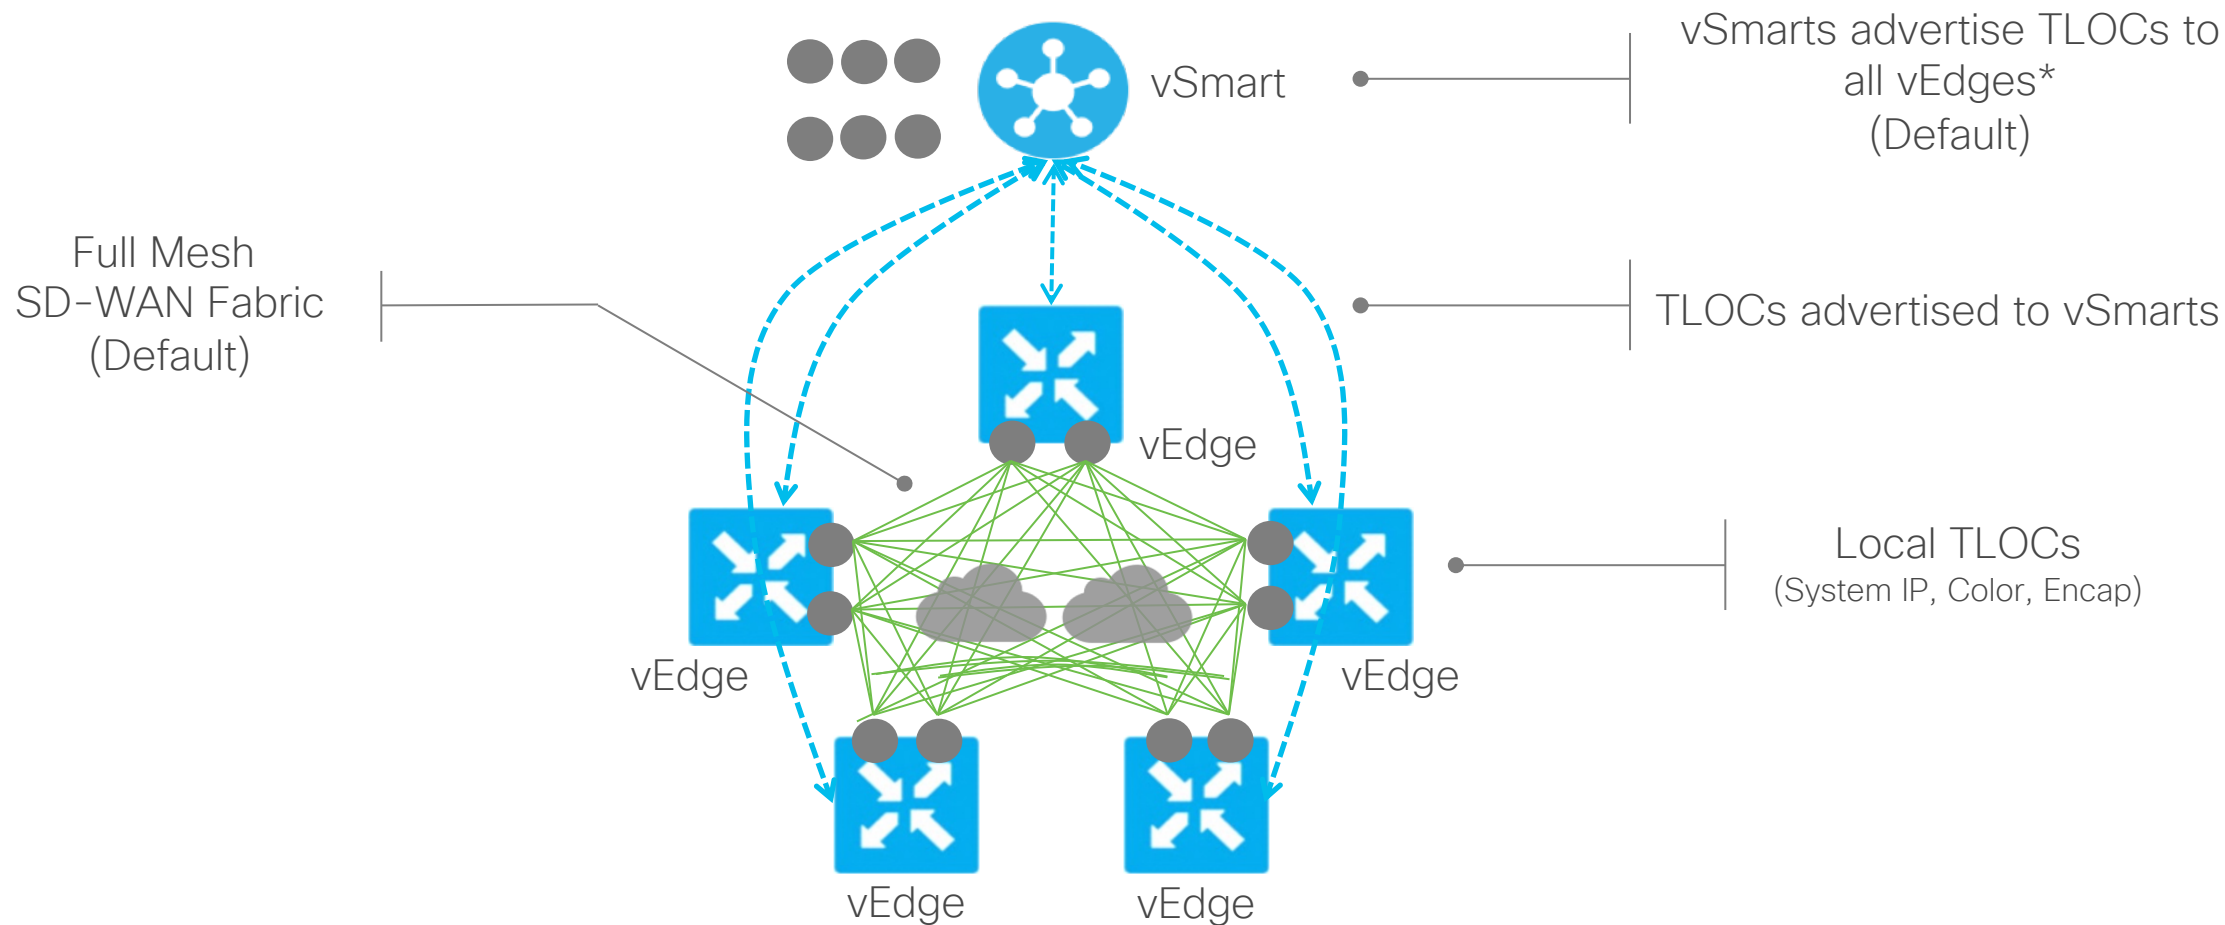 vSmarts advertise TLOCs to
all vEdges*
(Default)
vSmart
Full Mesh
SD-WAN Fabric
(Default)
TLOCs advertised to vSmarts
vEdge
Local TLOCs
(System IP, Color, Encap)
vEdge
vEdge
vEdge
vEdge